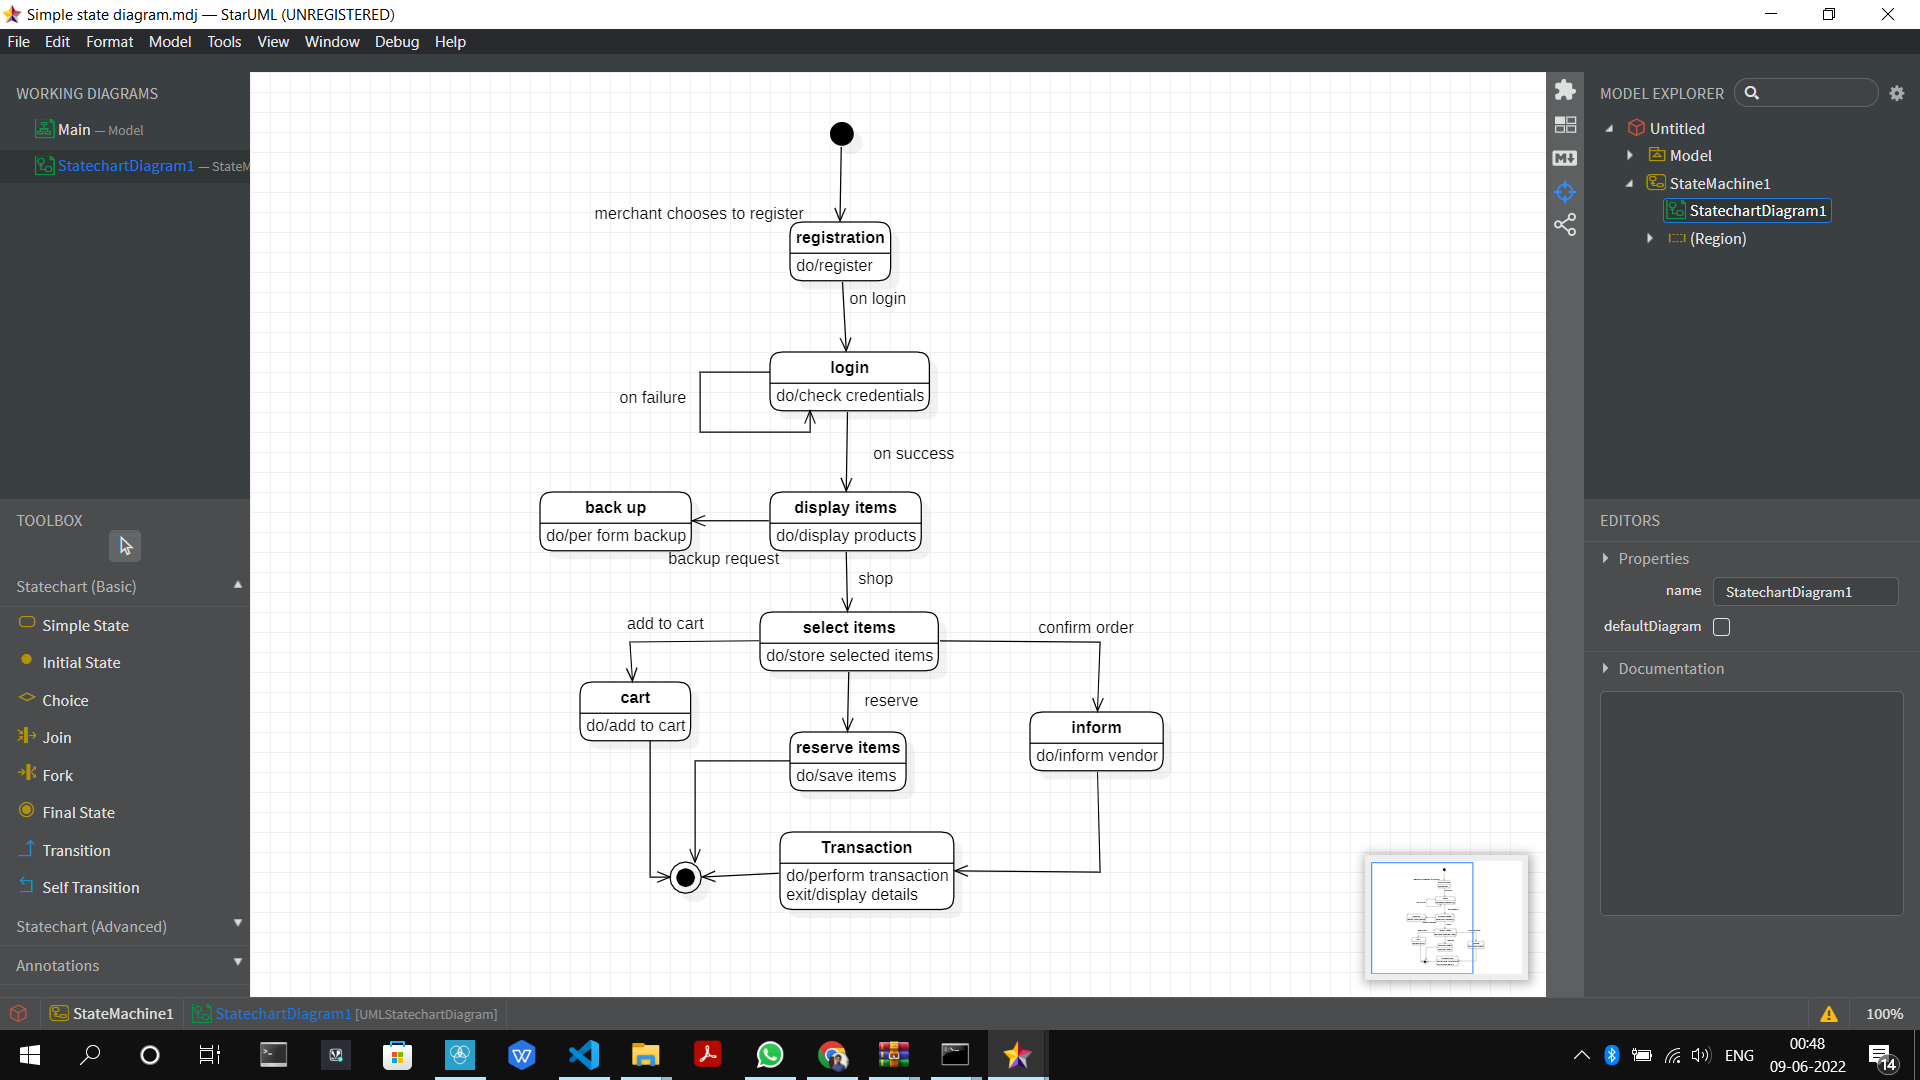 Simple state diagram.mdj — StarUML (UNREGISTERED)
File Edit Format Model Tools View Window Debug Help
WORKING DIAGRAMS
Main — Model
StatechartDiagram1 — StateM
TOOLBOX
Statechart (Basic)
Simple State
Initial State
Choice
Join
Fork
Final State
Transition
Self Transition
Statechart (Advanced)
Annotations
merchant chooses to register
registration
do/register
on login
login
do/check credentials
on failure
on success
back up
do/per form backup
display items
do/display products
backup request
shop
add to cart
select items
do/store selected items
confirm order
cart
do/add to cart
reserve
reserve items
do/save items
inform
do/inform vendor
Transaction
do/perform transaction
exit/display details
M
MODEL EXPLORER
Untitled
Model
StateMachine1
StatechartDiagram1
(Region)
EDITORS
Properties
name StatechartDiagram1
defaultDiagram
Documentation
StateMachine1 StatechartDiagram1 [UMLStatechartDiagram]
100%
ENG
00:48
09-06-2022
14